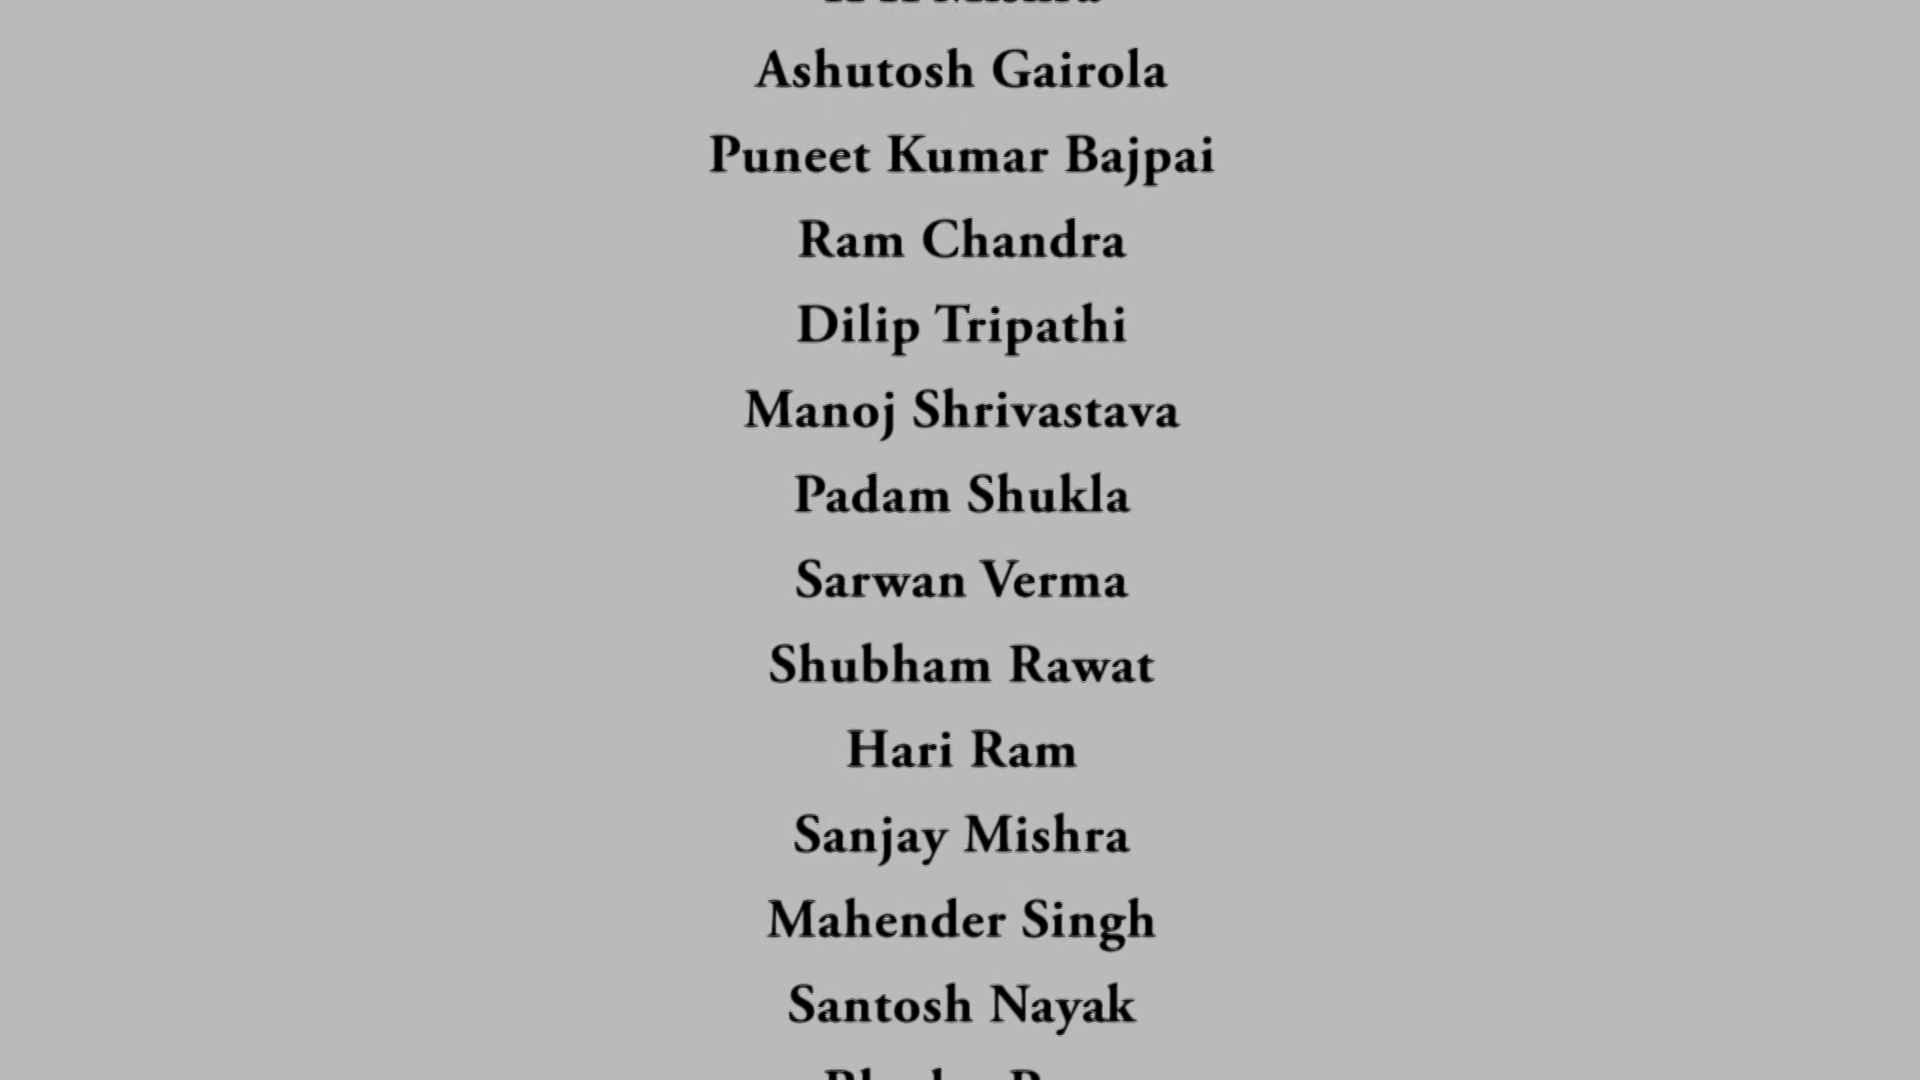 Mishra
Ashutosh Gairola
Puneet Kumar Bajpai
Ram Chandra
Dilip Tripathi
Manoj Shrivastava
Padam Shukla
Sarwan Verma
Shubham Rawat
Hari Ram
Sanjay Mishra
Mahender Singh
Santosh Nayak